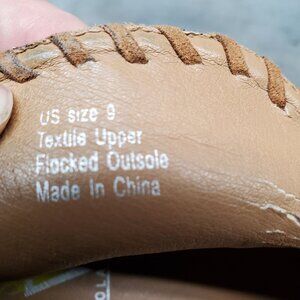 US size 9
Textile Upper
Flocked Outsole
Made In China